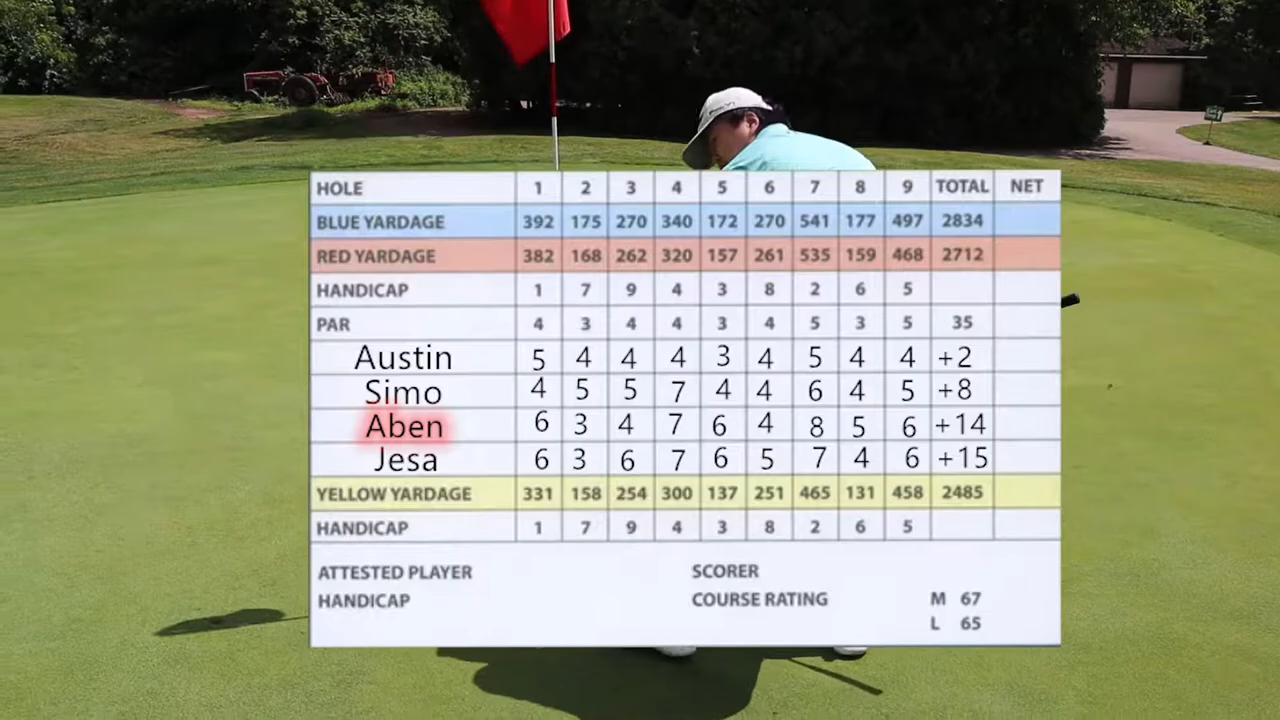 HOLE 1 2 3 4 5 6 7 8 9 TOTAL NET
BLUE YARDAGE 392 175 270 340 172 270 541 177 497 2834
RED YARDAGE 382 168 262 320 157 261 535 159 468 2712
HANDICAP 1 7 9 4 3 8 2 6 5
PAR 4 3 4 4 3 4 5 3 5 35
Austin 5 4 4 4 3 4 5 4 4 +2
Simo 4 5 5 7 4 4 6 4 5 +8
Aben 6 3 4 7 6 4 8 5 6 +14
Jesa 6 3 6 7 6 5 7 4 6 +15
YELLOW YARDAGE 331 158 254 300 137 251 465 131 458 2485
HANDICAP 1 7 9 4 3 8 2 6 5
ATTESTED PLAYER SCORER
HANDICAP COURSE RATING M 67
L 65